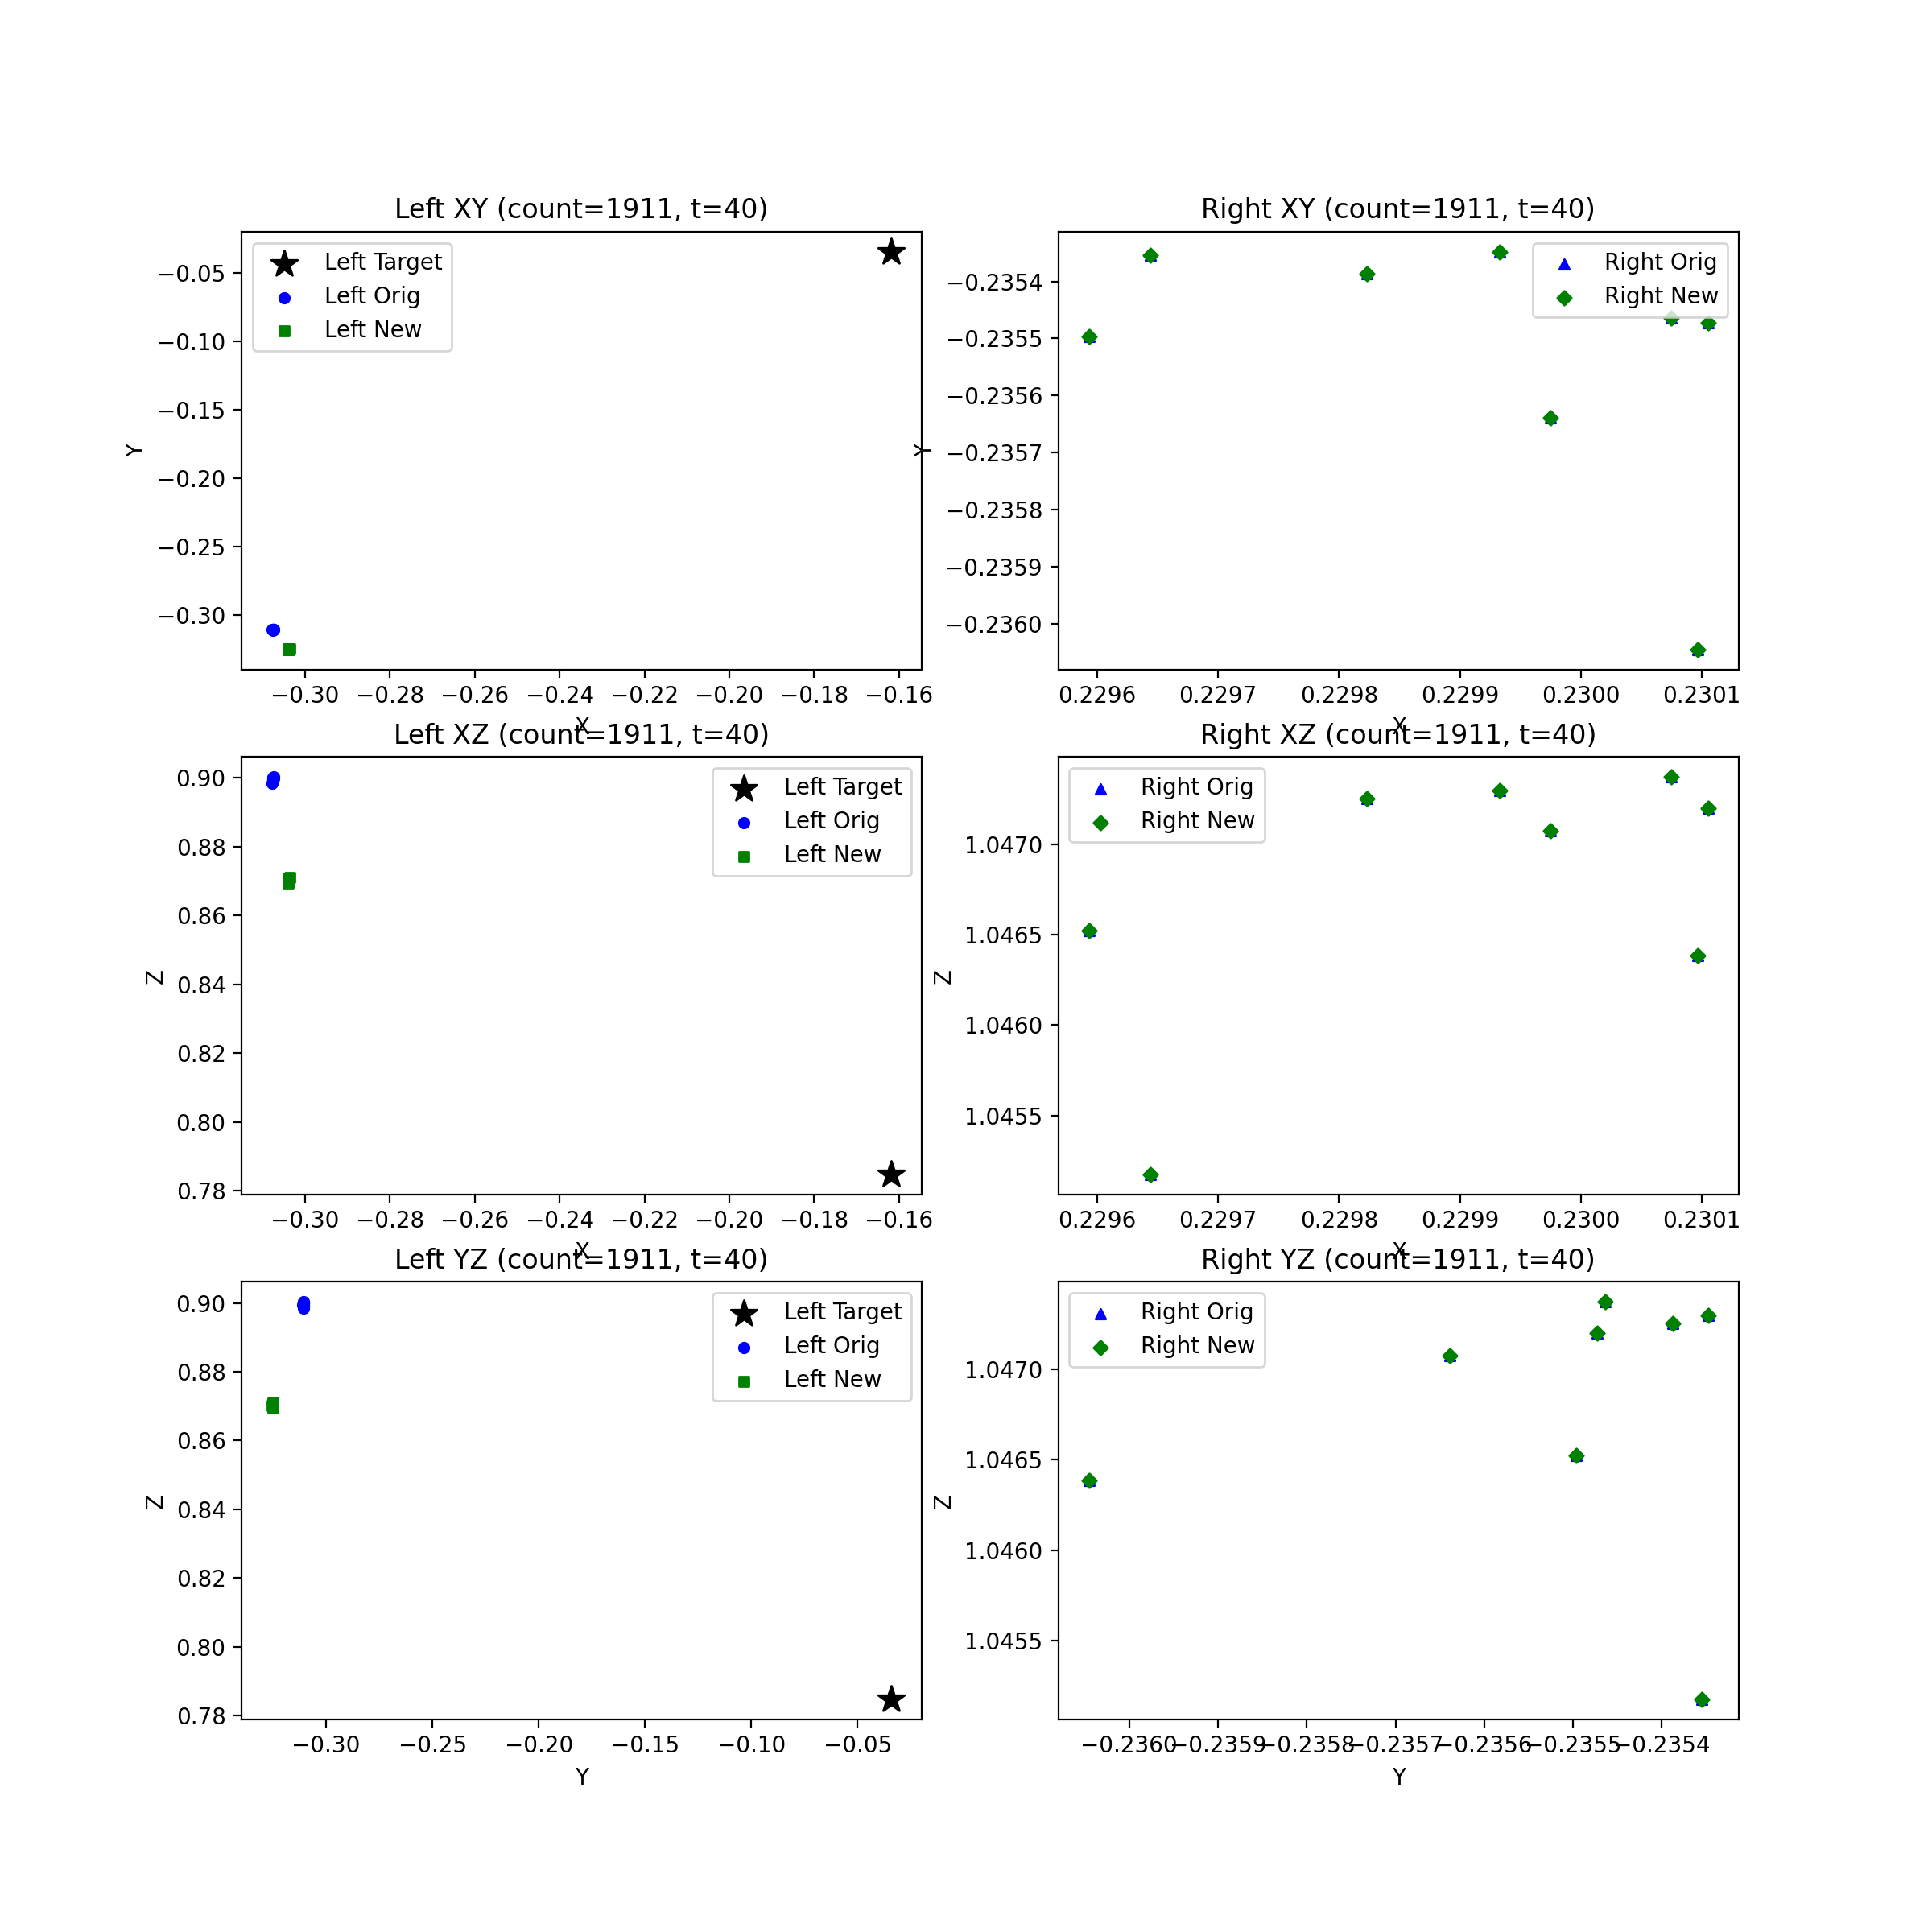 Left XY (count=1911, t=40)
Left Target
Left Orig
Left New
−0.05
−0.10
−0.15
−0.20
−0.25
−0.30
Y
−0.30 −0.28 −0.26 −0.24 −0.22 −0.20 −0.18 −0.16
X
Right XY (count=1911, t=40)
Right Orig
Right New
−0.2354
−0.2355
−0.2356
−0.2357
−0.2358
−0.2359
−0.2360
Y
0.2296 0.2297 0.2298 0.2299 0.2300 0.2301
X
Left XZ (count=1911, t=40)
Left Target
Left Orig
Left New
0.90
0.88
0.86
0.84
0.82
0.80
0.78
Z
−0.30 −0.28 −0.26 −0.24 −0.22 −0.20 −0.18 −0.16
X
Right XZ (count=1911, t=40)
Right Orig
Right New
1.0470
1.0465
1.0460
1.0455
Z
0.2296 0.2297 0.2298 0.2299 0.2300 0.2301
X
Left YZ (count=1911, t=40)
Left Target
Left Orig
Left New
0.90
0.88
0.86
0.84
0.82
0.80
0.78
Z
−0.30 −0.25 −0.20 −0.15 −0.10 −0.05
Y
Right YZ (count=1911, t=40)
Right Orig
Right New
1.0470
1.0465
1.0460
1.0455
Z
−0.2360 −0.2359 −0.2358 −0.2357 −0.2356 −0.2355 −0.2354
Y